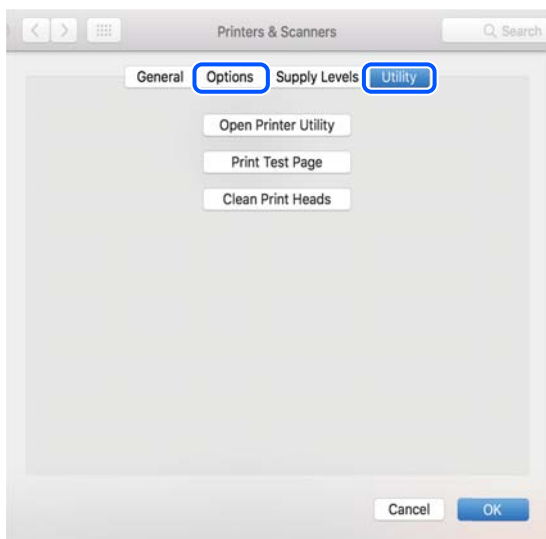 Printers & Scanners Search
General Options Supply Levels Utility
Open Printer Utility
Print Test Page
Clean Print Heads
Cancel OK